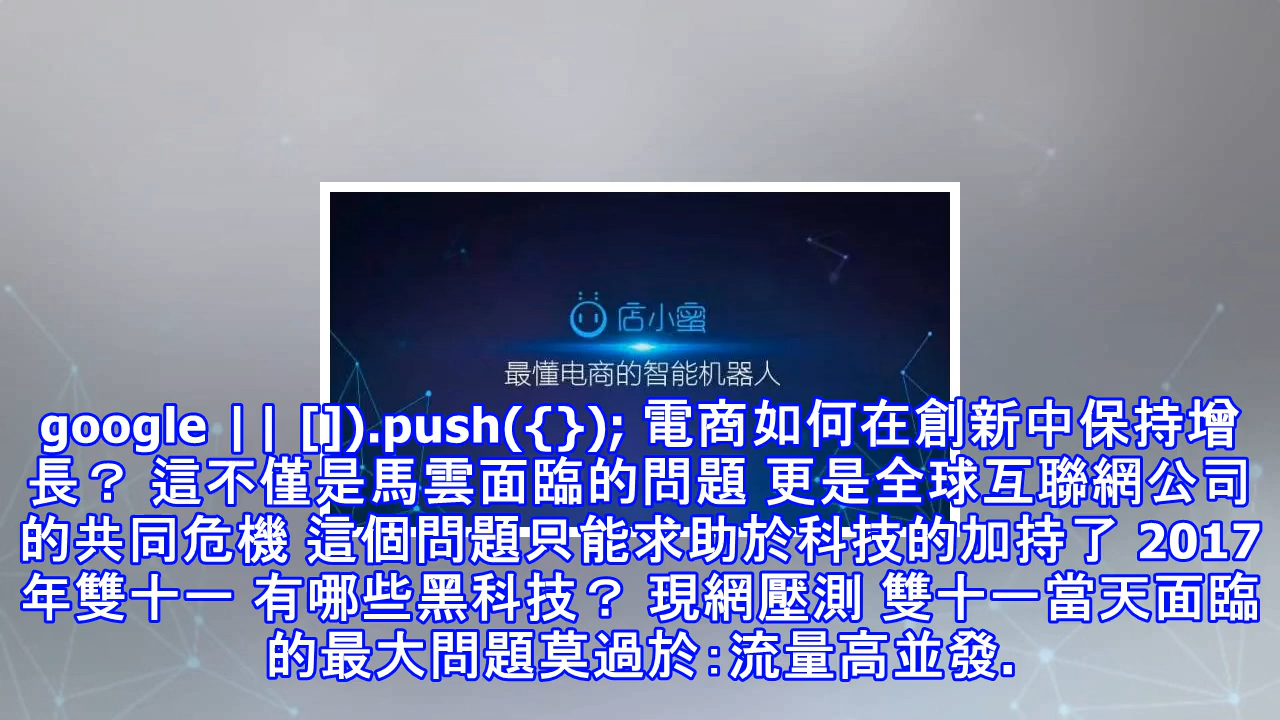 店小蜜
最懂电商的智能机器人
google || []).push({}); 電商如何在創新中保持增
長？ 這不僅是馬雲面臨的問題 更是全球互聯網公司
的共同危機 這個問題只能求助於科技的加持了 2017
年雙十一 有哪些黑科技？ 現網壓測 雙十一當天面臨
的最大問題莫過於:流量高並發.